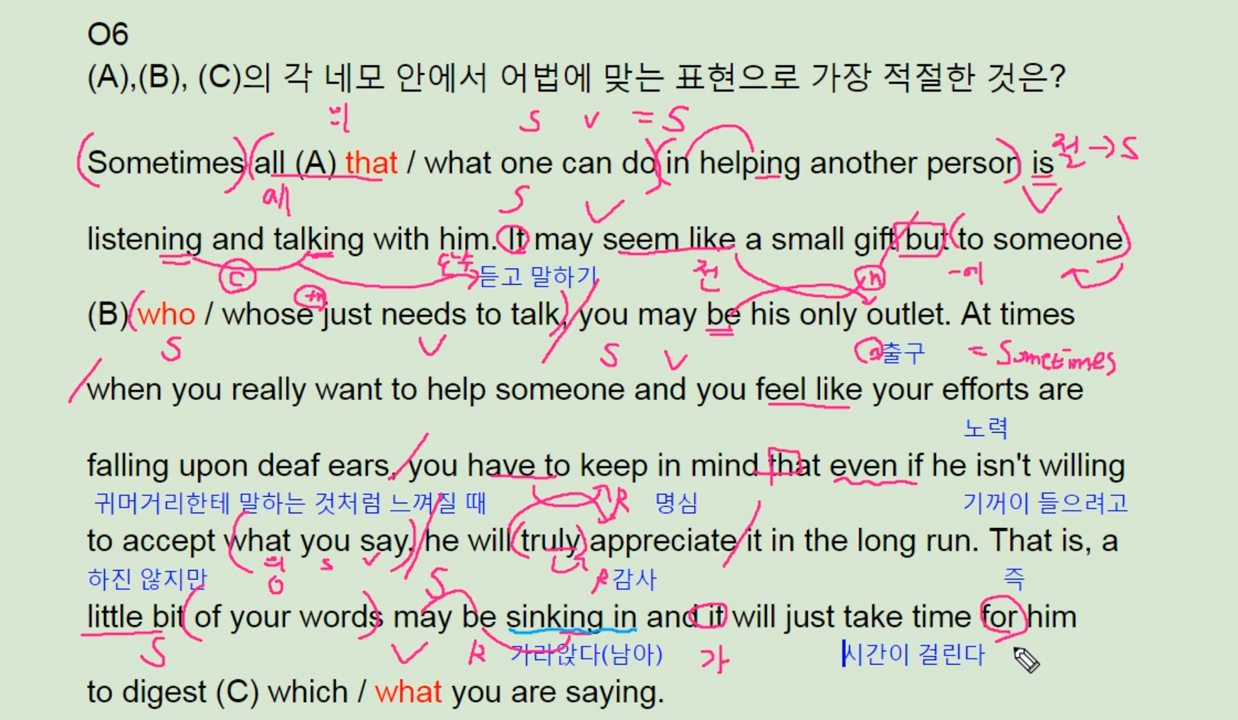 06
(A),(B), (C)의 각 네모 안에서 어법에 맞는 표현으로 가장 적절한 것은?
S v = S
Sometimes all (A) that / what one can do in helping another person is
전 → S
all S
listening and talking with him. It may seem like a small gift but to someone
듣고 말하기 전 -에
(B) who / whose just needs to talk, you may be his only outlet. At times
S v S v 출구 = Sometimes
when you really want to help someone and you feel like your efforts are
노력
falling upon deaf ears, you have to keep in mind that even if he isn't willing
귀머거리한테 말하는 것처럼 느껴질 때 R 명심 기꺼이 들으려고
to accept what you say, he will truly appreciate it in the long run. That is, a
하진 않지만 O s v R 감사 즉
little bit of your words may be sinking in and it will just take time for him
S v R 가라앉다(남아) 가 시간이 걸린다
to digest (C) which / what you are saying.